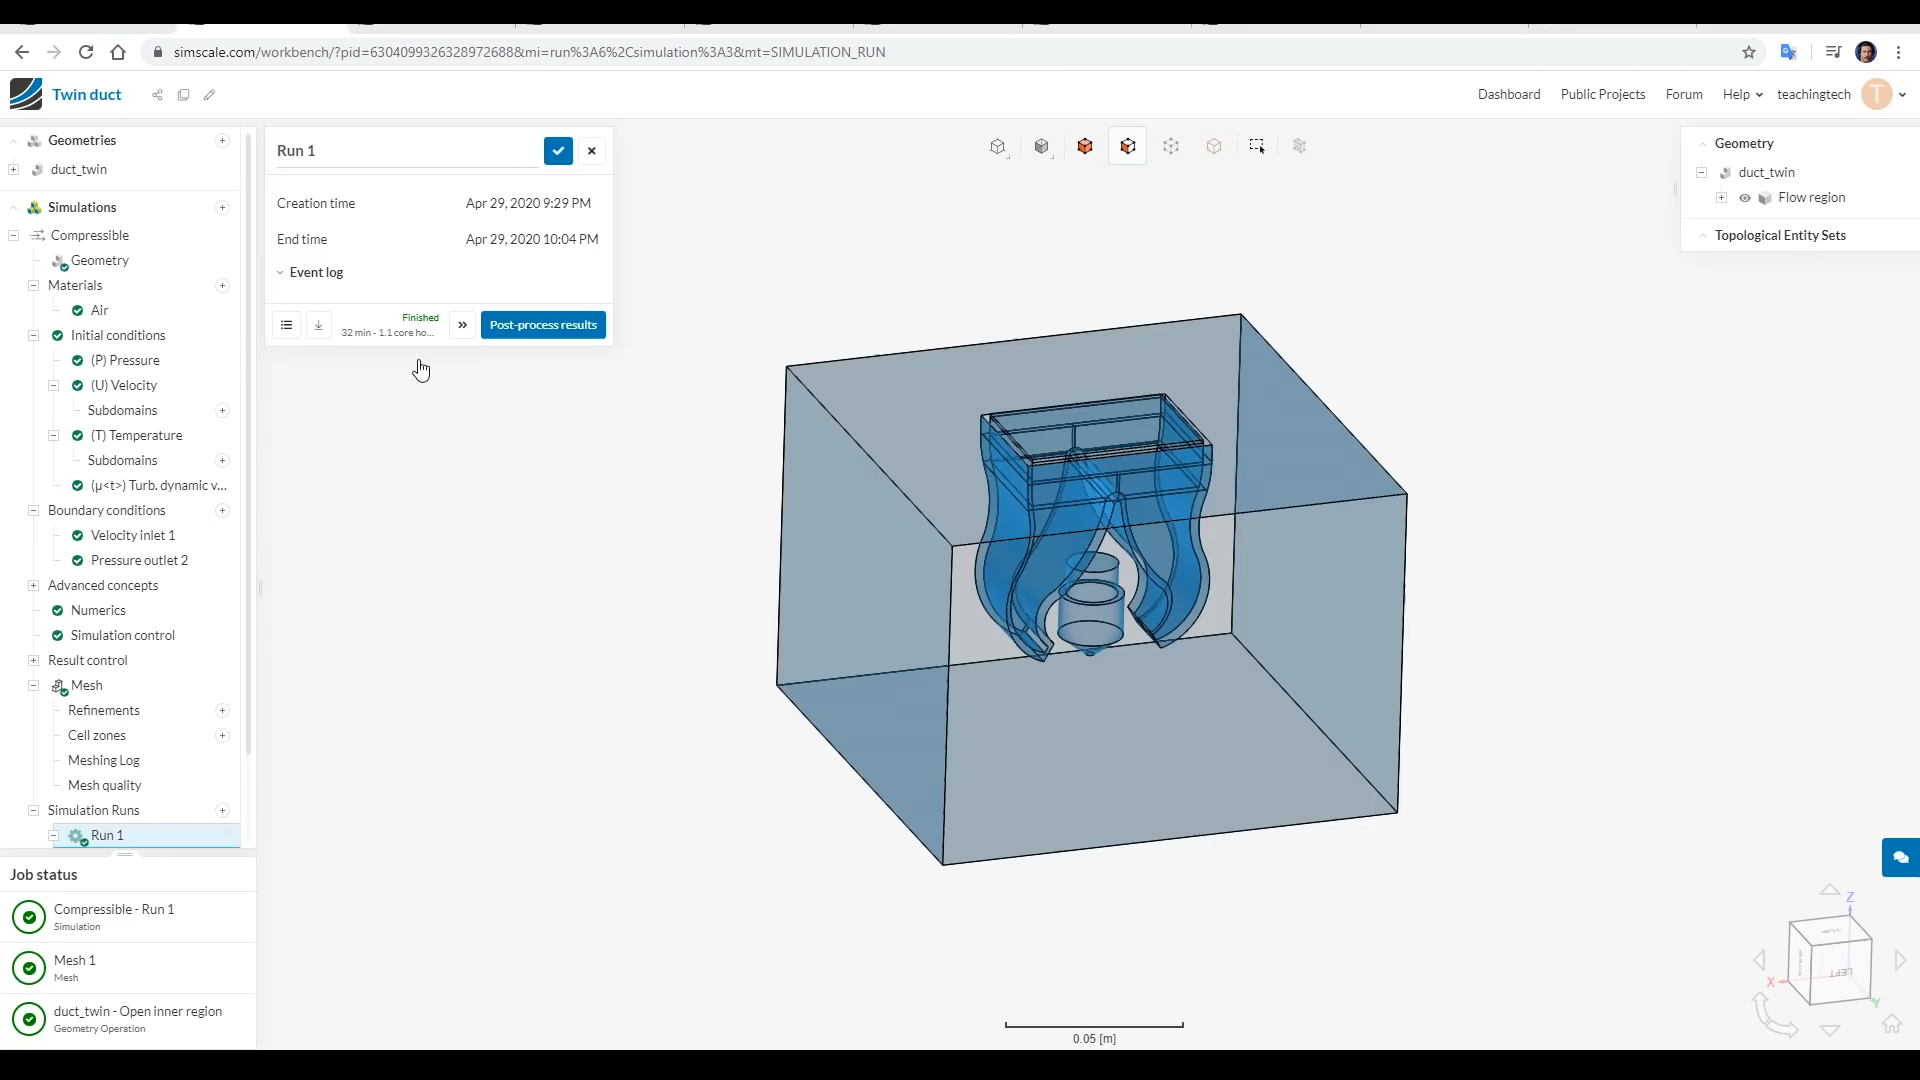 simscale.com/workbench/?pid=6304099326328972688&mi=run%3A6%2Csimulation%3A3&mt=SIMULATION_RUN
Twin duct
Dashboard
Public Projects
Forum
Help
teachingtech
T
Geometries
duct_twin
Simulations
Compressible
Geometry
Materials
Air
Initial conditions
(P) Pressure
(U) Velocity
Subdomains
(T) Temperature
Subdomains
(μ<t>) Turb. dynamic v...
Boundary conditions
Velocity inlet 1
Pressure outlet 2
Advanced concepts
Numerics
Simulation control
Result control
Mesh
Refinements
Cell zones
Meshing Log
Mesh quality
Simulation Runs
Run 1
Job status
Compressible - Run 1
Simulation
Mesh 1
Mesh
duct_twin - Open inner region
Geometry Operation
Run 1
Creation time
Apr 29, 2020 9:29 PM
End time
Apr 29, 2020 10:04 PM
Event log
Finished
32 min - 1.1 core ho...
Post-process results
Geometry
duct_twin
Flow region
Topological Entity Sets
0.05 [m]
Z
LEFT
X
Y